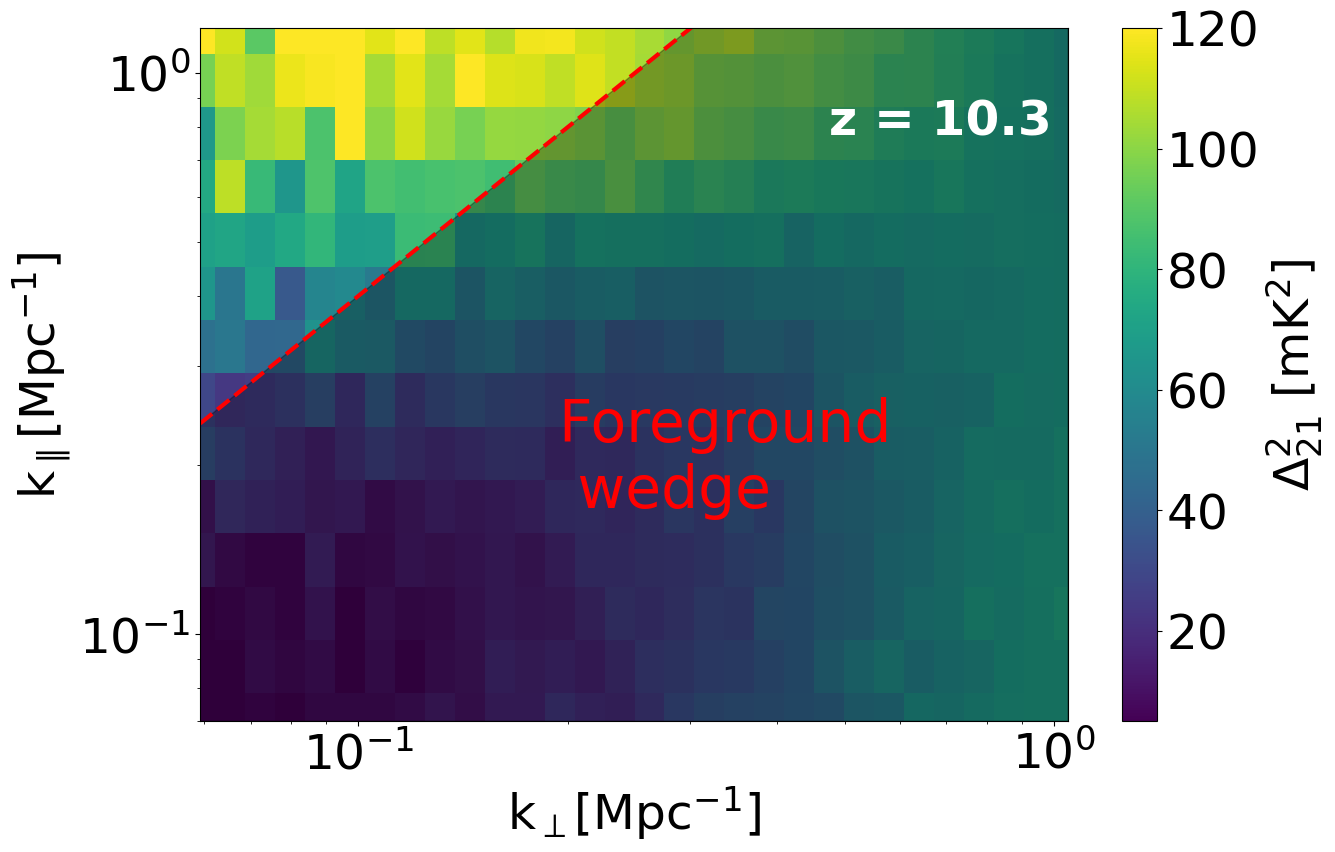 10⁰
10⁻¹
k∥[Mpc⁻¹]
z = 10.3
Foreground
wedge
10⁻¹
10⁰
k⊥[Mpc⁻¹]
120
100
80
60
40
20
Δ²₂₁ [mK²]